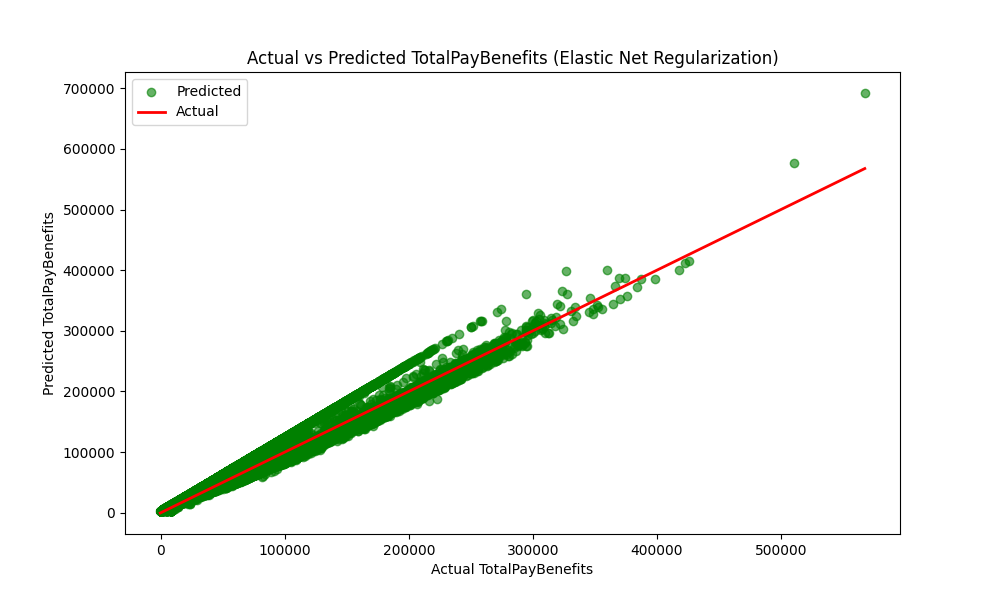 Actual vs Predicted TotalPayBenefits (Elastic Net Regularization)
Predicted
Actual
Predicted TotalPayBenefits
700000
600000
500000
400000
300000
200000
100000
0
0 100000 200000 300000 400000 500000
Actual TotalPayBenefits